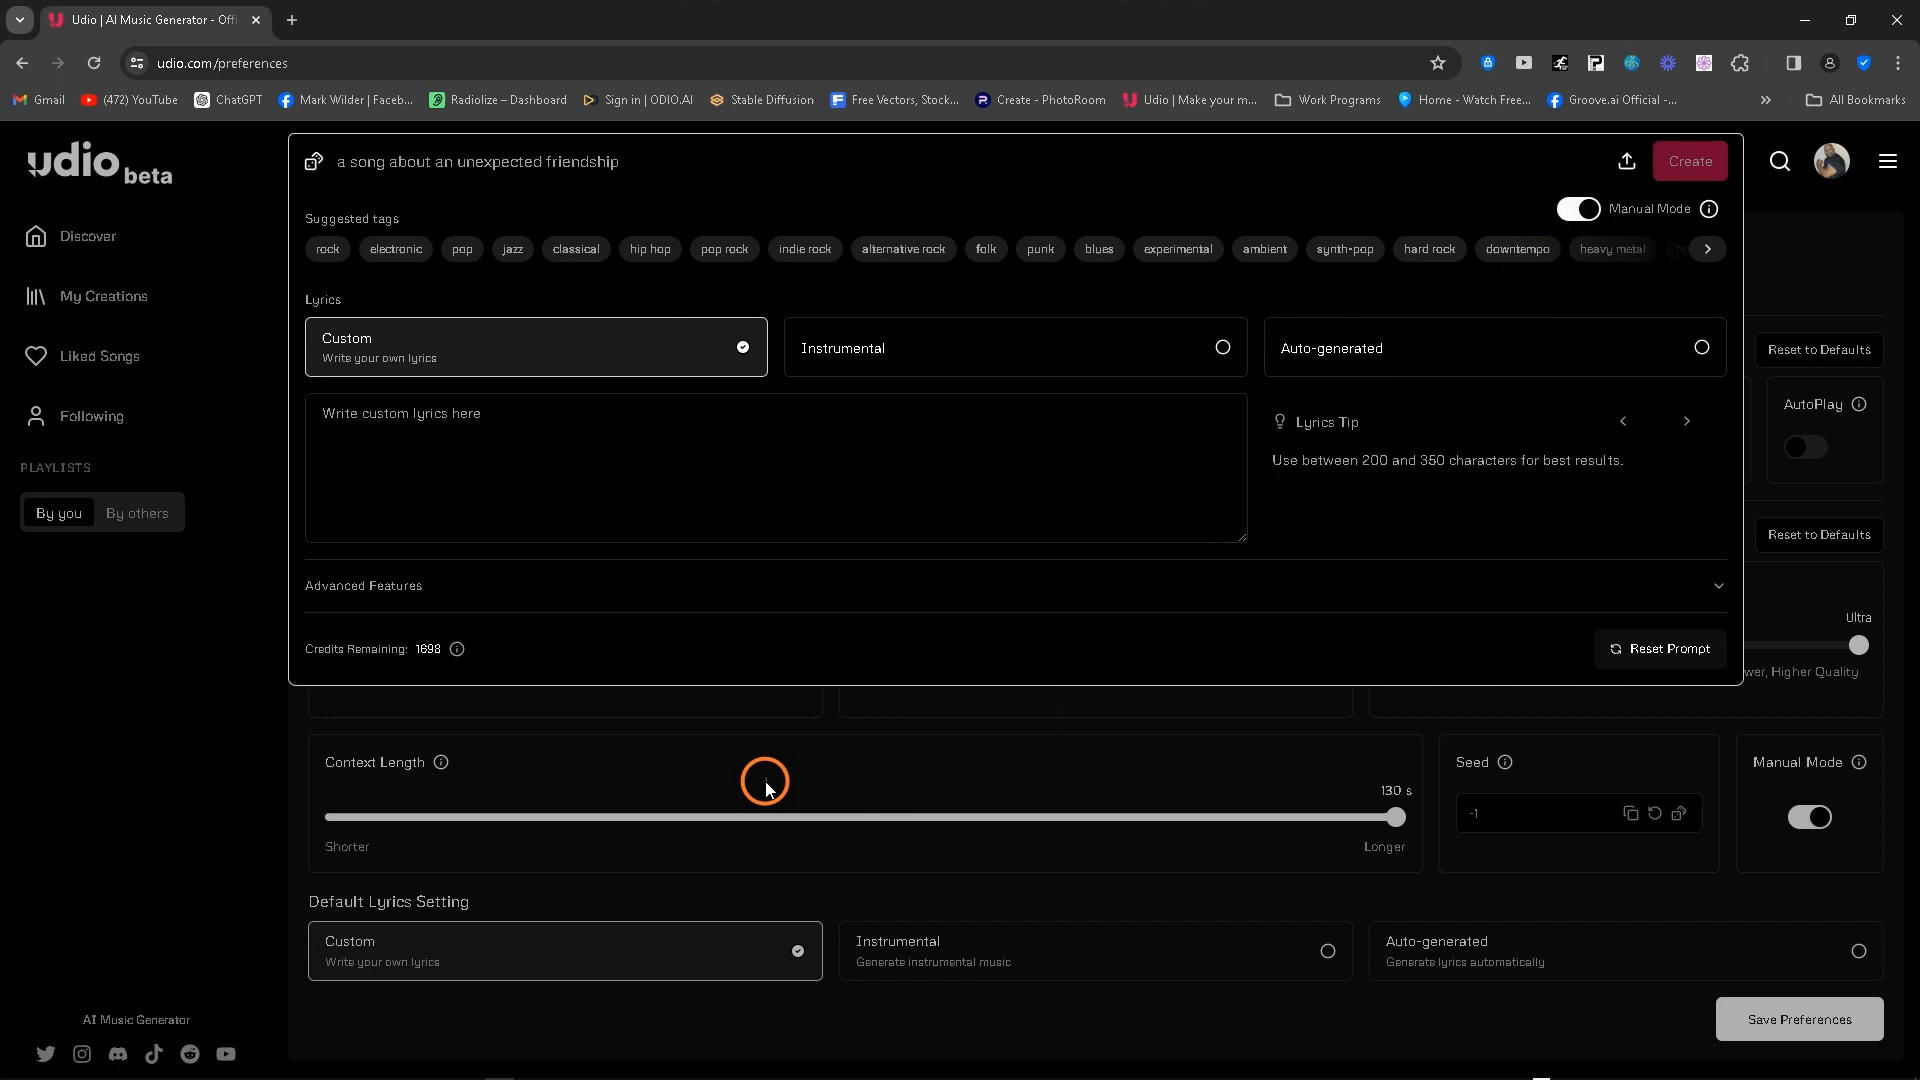 Udio | AI Music Generator - Offi
udio.com/preferences
Gmail
(472) YouTube
ChatGPT
Mark Wilder | Faceb...
Radiolize – Dashboard
Sign in | ODIO.AI
Stable Diffusion
Free Vectors, Stock...
Create - PhotoRoom
Udio | Make your m...
Work Programs
Home - Watch Free...
Groove.ai Official -...
All Bookmarks
udio beta
a song about an unexpected friendship
Create
Suggested tags
Manual Mode
rock
electronic
pop
jazz
classical
hip hop
pop rock
indie rock
alternative rock
folk
punk
blues
experimental
ambient
synth-pop
hard rock
downtempo
heavy metal
Discover
My Creations
Liked Songs
Following
PLAYLISTS
By you
By others
Lyrics
Custom
Write your own lyrics
Instrumental
Auto-generated
Write custom lyrics here
Lyrics Tip
Use between 200 and 350 characters for best results.
Advanced Features
Credits Remaining: 1698
Reset Prompt
Reset to Defaults
AutoPlay
Reset to Defaults
Ultra
wer, Higher Quality
Context Length
130 s
Shorter
Longer
Seed
-1
Manual Mode
Default Lyrics Setting
Custom
Write your own lyrics
Instrumental
Generate instrumental music
Auto-generated
Generate lyrics automatically
Save Preferences
AI Music Generator